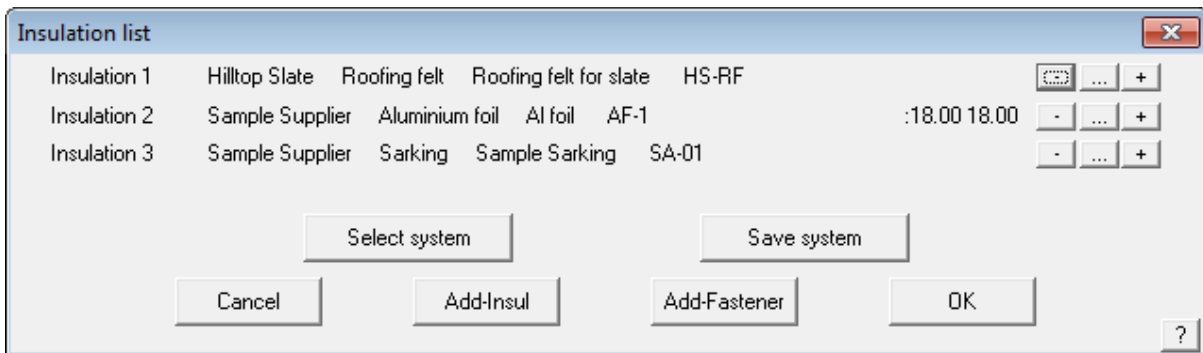 Insulation list
Insulation 1 Hilltop Slate Roofing felt Roofing felt for slate HS-RF - ... +
Insulation 2 Sample Supplier Aluminium foil Al foil AF-1 :18.00 18.00 - ... +
Insulation 3 Sample Supplier Sarking Sample Sarking SA-01 - ... +
Select system Save system
Cancel Add-Insul Add-Fastener OK
?